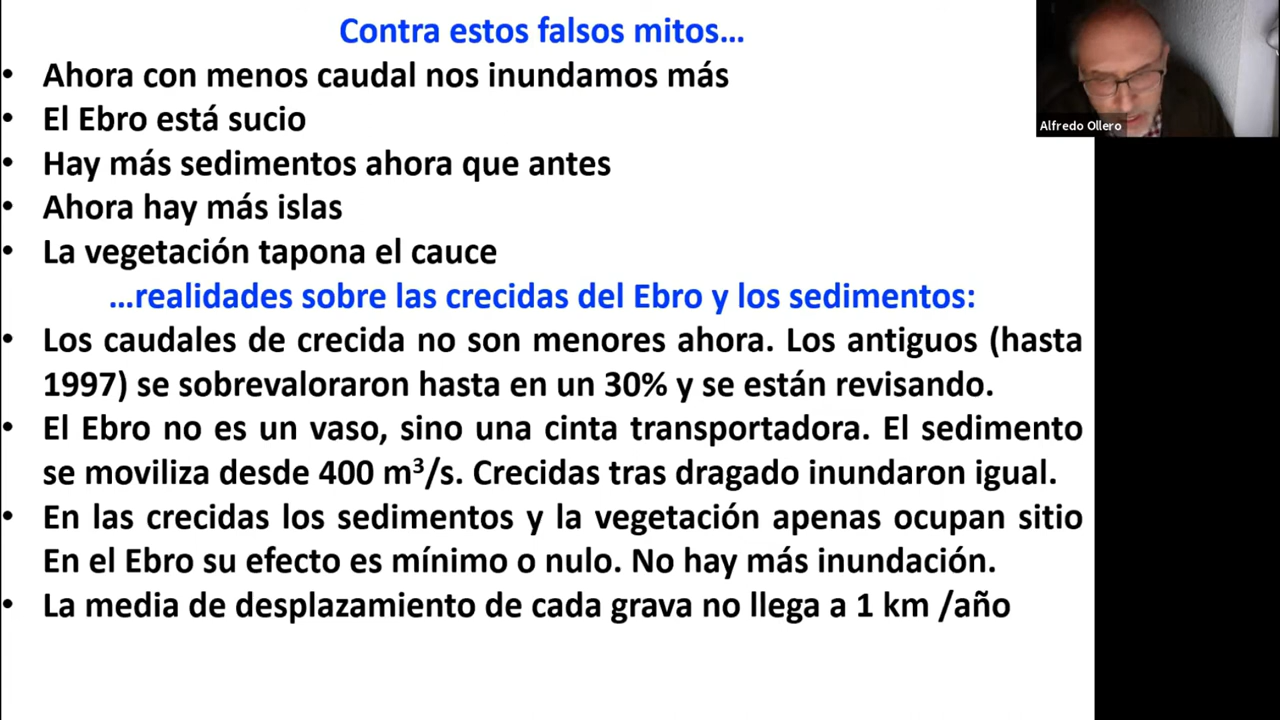 Contra estos falsos mitos...
• Ahora con menos caudal nos inundamos más
• El Ebro está sucio
• Hay más sedimentos ahora que antes
• Ahora hay más islas
• La vegetación tapona el cauce
...realidades sobre las crecidas del Ebro y los sedimentos:
• Los caudales de crecida no son menores ahora. Los antiguos (hasta
1997) se sobrevaloraron hasta en un 30% y se están revisando.
• El Ebro no es un vaso, sino una cinta transportadora. El sedimento
se moviliza desde 400 m³/s. Crecidas tras dragado inundaron igual.
• En las crecidas los sedimentos y la vegetación apenas ocupan sitio
En el Ebro su efecto es mínimo o nulo. No hay más inundación.
• La media de desplazamiento de cada grava no llega a 1 km /año
Alfredo Ollero